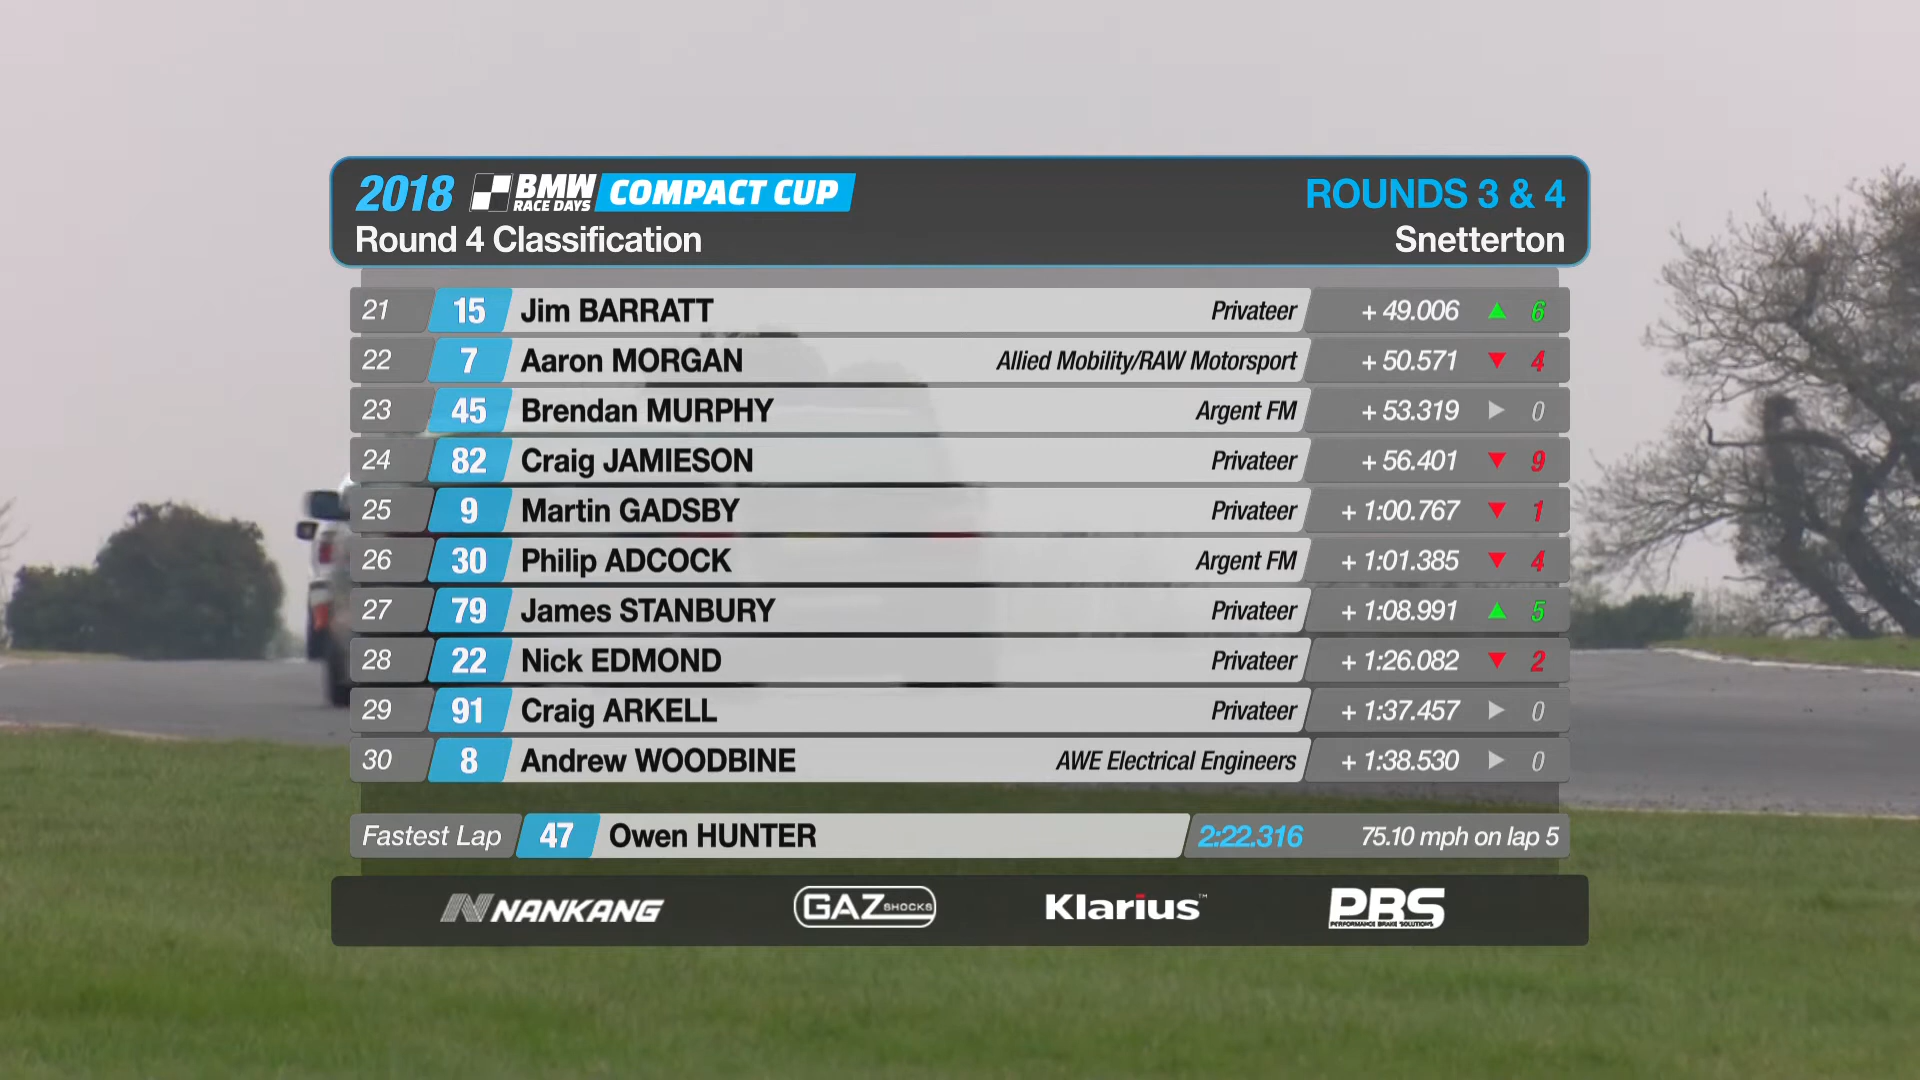 2018 BMW RACE DAYS COMPACT CUP ROUNDS 3 & 4
Round 4 Classification Snetterton
21 15 Jim BARRATT Privateer + 49.006 ▲ 6
22 7 Aaron MORGAN Allied Mobility/RAW Motorsport + 50.571 ▼ 4
23 45 Brendan MURPHY Argent FM + 53.319 ▶ 0
24 82 Craig JAMIESON Privateer + 56.401 ▼ 9
25 9 Martin GADSBY Privateer + 1:00.767 ▼ 1
26 30 Philip ADCOCK Argent FM + 1:01.385 ▼ 4
27 79 James STANBURY Privateer + 1:08.991 ▲ 5
28 22 Nick EDMOND Privateer + 1:26.082 ▼ 2
29 91 Craig ARKELL Privateer + 1:37.457 ▶ 0
30 8 Andrew WOODBINE AWE Electrical Engineers + 1:38.530 ▶ 0
Fastest Lap 47 Owen HUNTER 2:22.316 75.10 mph on lap 5
NANKANG GAZ SHOCKS Klarius™ PBS
PERFORMANCE BRAKE SOLUTIONS